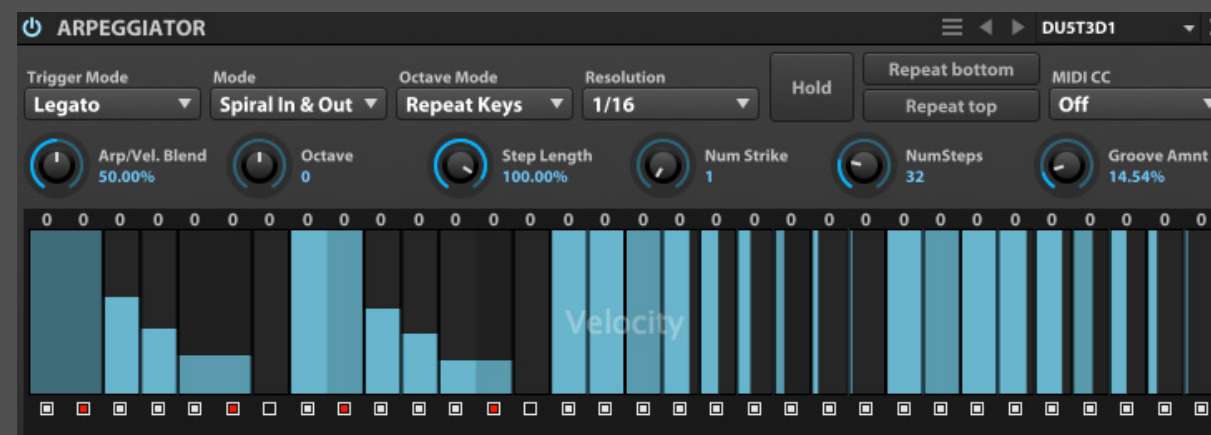 ARPEGGIATOR
DU5T3D1
Trigger Mode
Mode
Octave Mode
Resolution
Hold
Repeat bottom
Repeat top
MIDI CC
Legato
Spiral In & Out
Repeat Keys
1/16
Off
Arp/Vel. Blend
50.00%
Octave
0
Step Length
100.00%
Num Strike
1
NumSteps
32
Groove Amnt
14.54%
0 0 0 0 0 0 0 0 0 0 0 0 0 0 0 0 0 0 0 0 0 0 0 0 0 0 0 0 0 0 0 0
Velocity